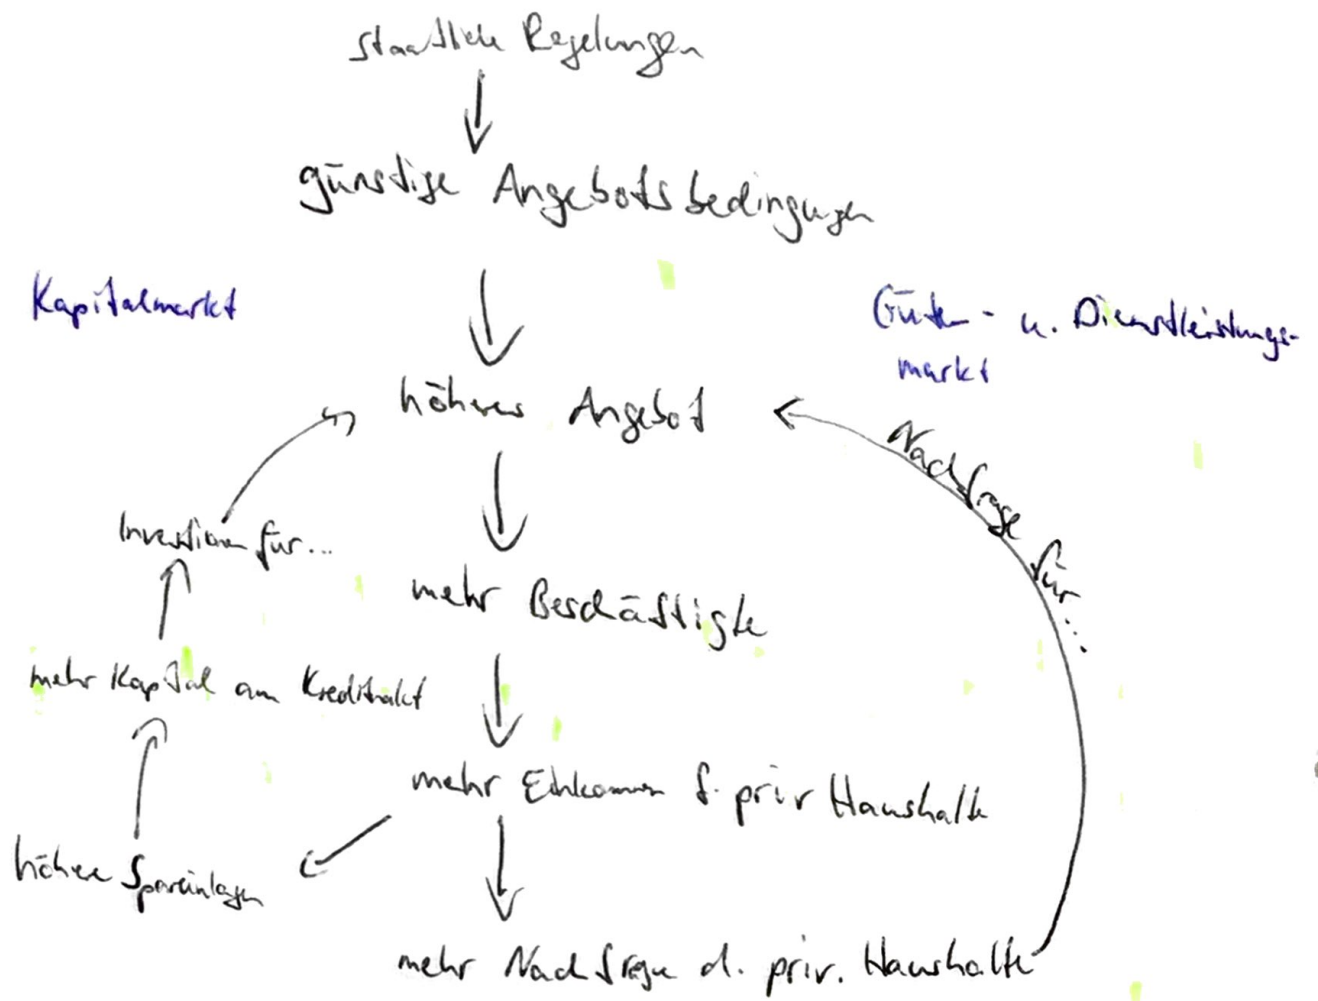 staatliche Regelungen
günstige Angebotsbedingungen
Kapitalmarkt
Güter- u. Dienstleistungs-
markt
höheres Angebot
Nachfrage für...
Investition für...
mehr Beschäftigte
mehr Kapital am
mehr Einkommen f. priv Haushalte
höhere Spareinlagen
mehr Nachfrage d. priv. Haushalte